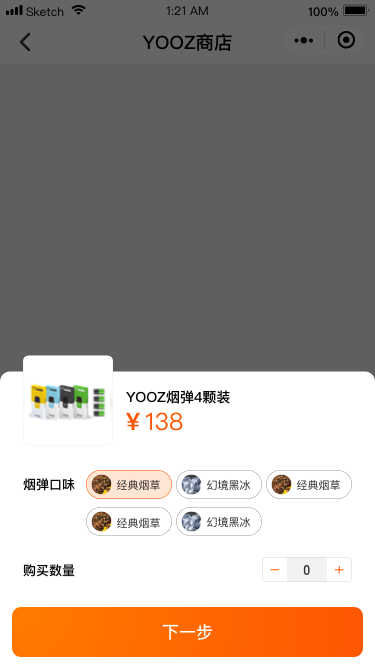 Sketch 1:21 AM 100%
YOOZ商店
YOOZ烟弹4颗装
¥138
烟弹口味 经典烟草 幻境黑冰 经典烟草
经典烟草 幻境黑冰
购买数量 − 0 +
下一步